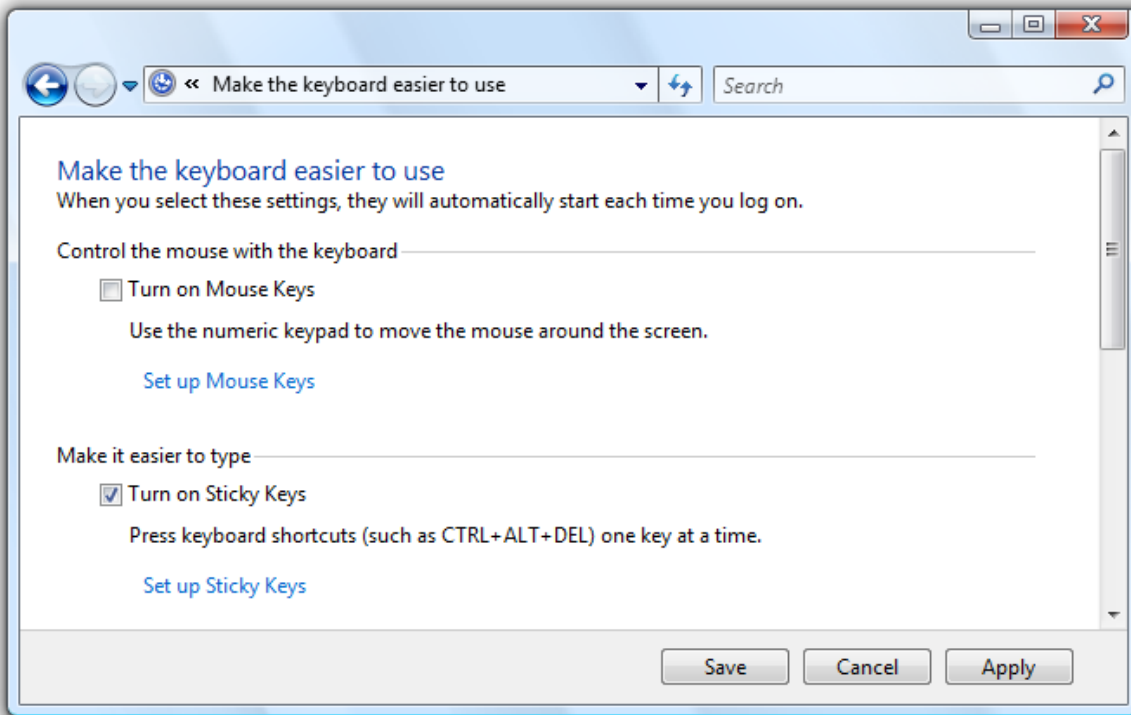 « Make the keyboard easier to use
Search
Make the keyboard easier to use
When you select these settings, they will automatically start each time you log on.
Control the mouse with the keyboard
Turn on Mouse Keys
Use the numeric keypad to move the mouse around the screen.
Set up Mouse Keys
Make it easier to type
Turn on Sticky Keys
Press keyboard shortcuts (such as CTRL+ALT+DEL) one key at a time.
Set up Sticky Keys
Save Cancel Apply